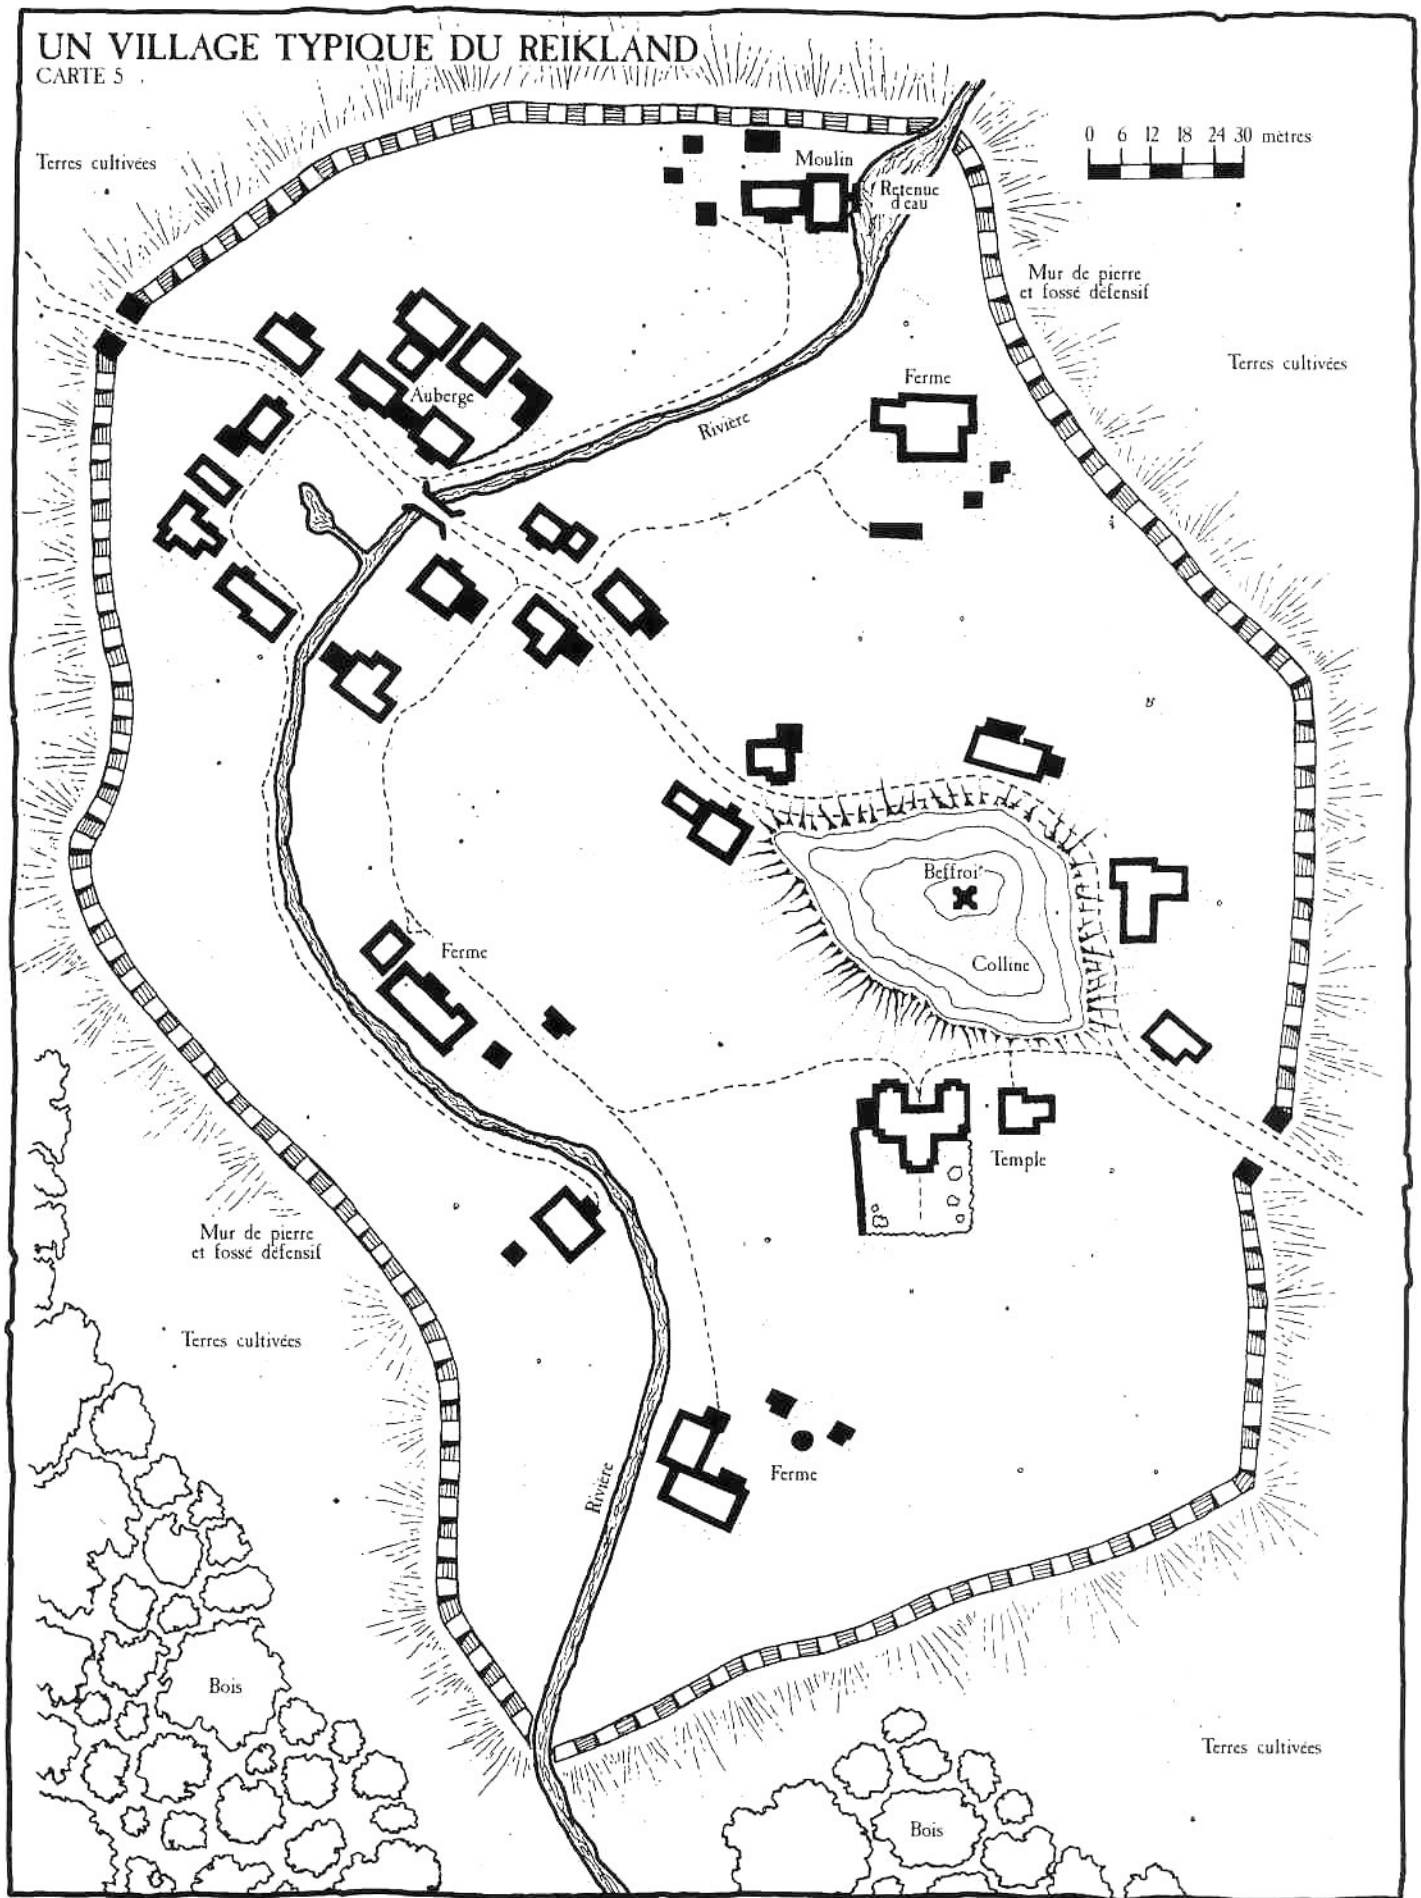 UN VILLAGE TYPIQUE DU REIKLAND
CARTE 5
0 6 12 18 24 30 mètres
Terres cultivées
Moulin
Retenue
d'eau
Mur de pierre
et fossé défensif
Terres cultivées
Ferme
Auberge
Rivière
Beffroi
Ferme
Colline
Temple
Mur de pierre
et fossé défensif
Terres cultivées
Ferme
Rivière
Bois
Terres cultivées
Bois